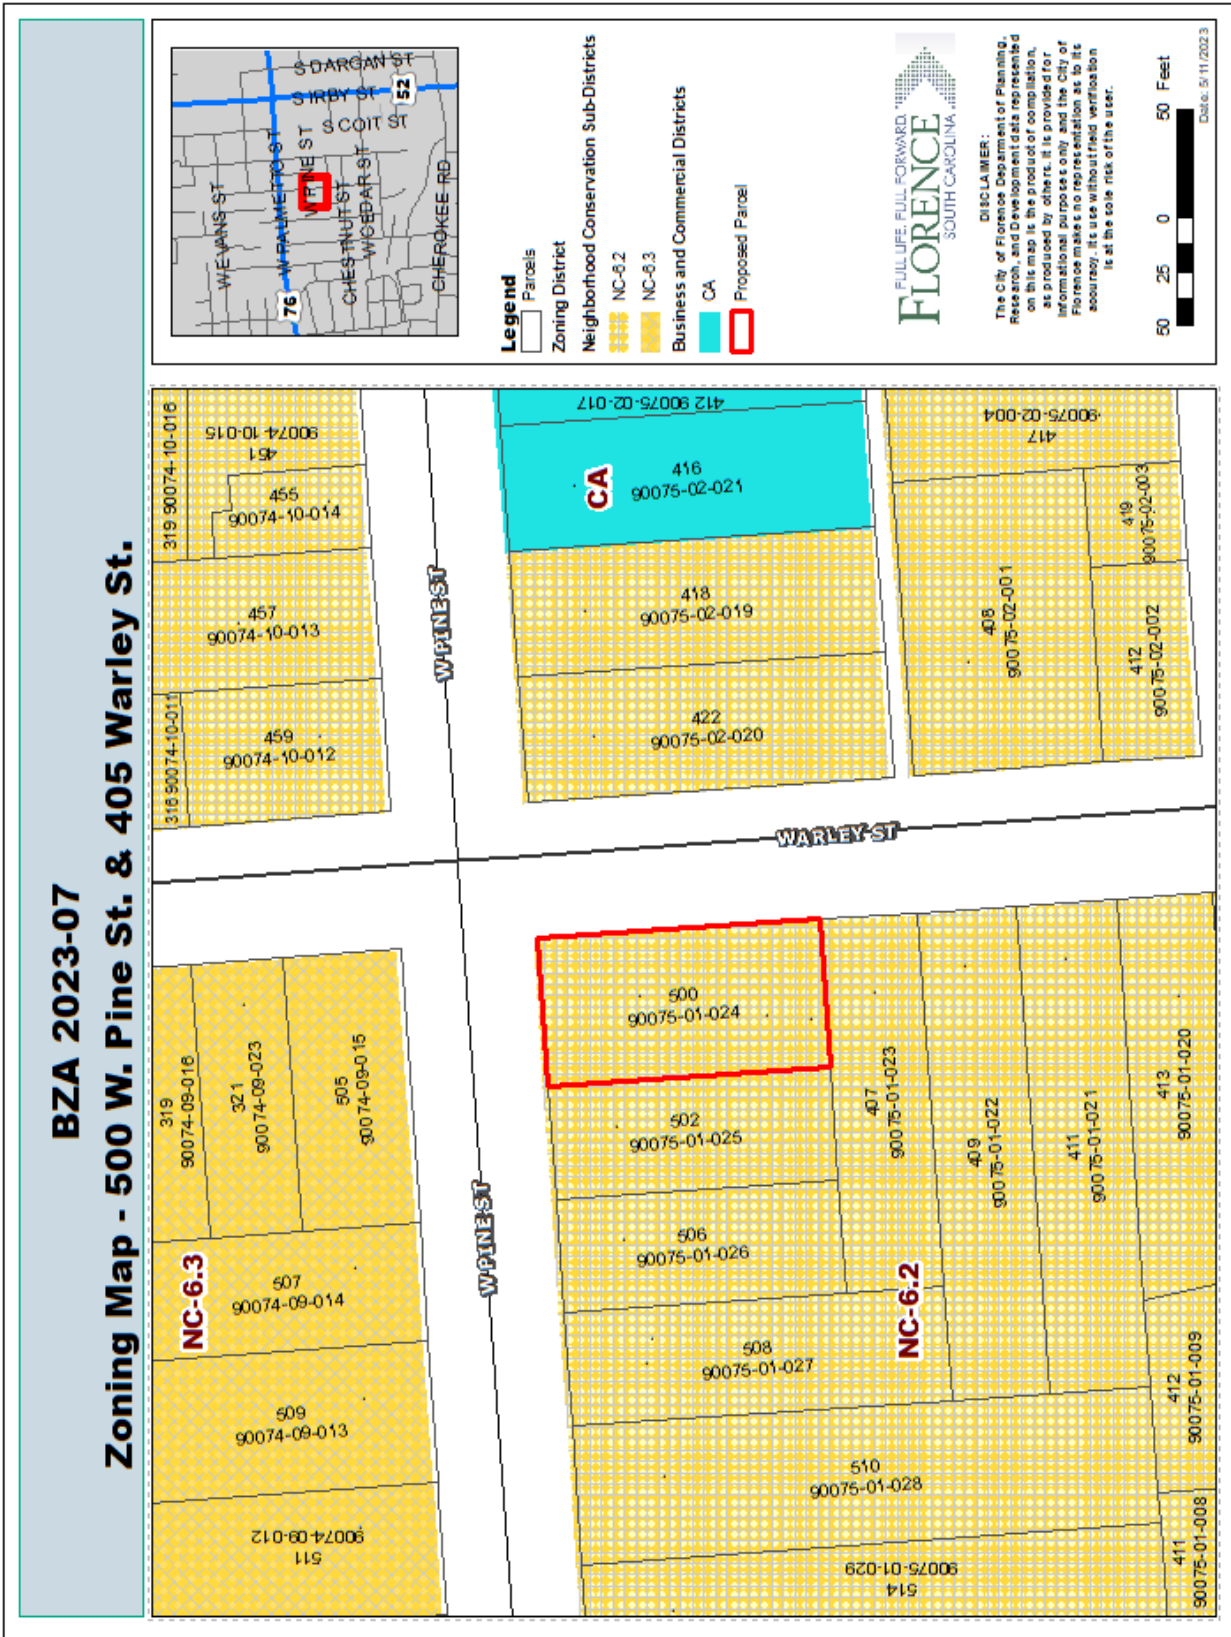 BZA 2023-07
Zoning Map - 500 W. Pine St. & 405 Warley St.
319 90074-09-016
321
90074-09-023
505
90074-09-015
NC-6.3
507
90074-09-014
509
90074-09-013
511
90074-09-012
316 90074-10-011
459
90074-10-012
457
90074-10-013
319 90074-10-016
455
90074-10-014
451
90074-10-015
W PINE ST
W PINE ST
WARLEY ST
500
90075-01-024
502
90075-01-025
506
90075-01-026
508
90075-01-027
510
90075-01-028
514
90075-01-029
407
90075-01-023
409
90075-01-022
411
90075-01-021
413
90075-01-020
412
90075-01-009
411
90075-01-008
NC-6.2
422
90075-02-020
418
90075-02-019
CA
416
90075-02-021
412 90075-02-017
408
90075-02-001
412
90075-02-002
419
90075-02-003
417
90075-02-004
W EVANS ST
W PALMETTO ST
W PINE ST
CHESTNUT ST
W CEDAR ST
CHEROKEE RD
S DARGAN ST
S IRBY ST
S COIT ST
76
52
Legend
Parcels
Zoning District
Neighborhood Conservation Sub-Districts
NC-6.2
NC-6.3
Business and Commercial Districts
CA
Proposed Parcel
FULL LIFE. FULL FORWARD.
FLORENCE
SOUTH CAROLINA
DISCLAIMER:
The City of Florence Department of Planning,
Research, and Development data represented
on this map is the product of compilation,
as produced by others. It is provided for
informational purposes only and the City of
Florence makes no representation as to its
accuracy. Its use without field verification
is at the sole risk of the user.
50 25 0 50 Feet
Date: 5/11/2023